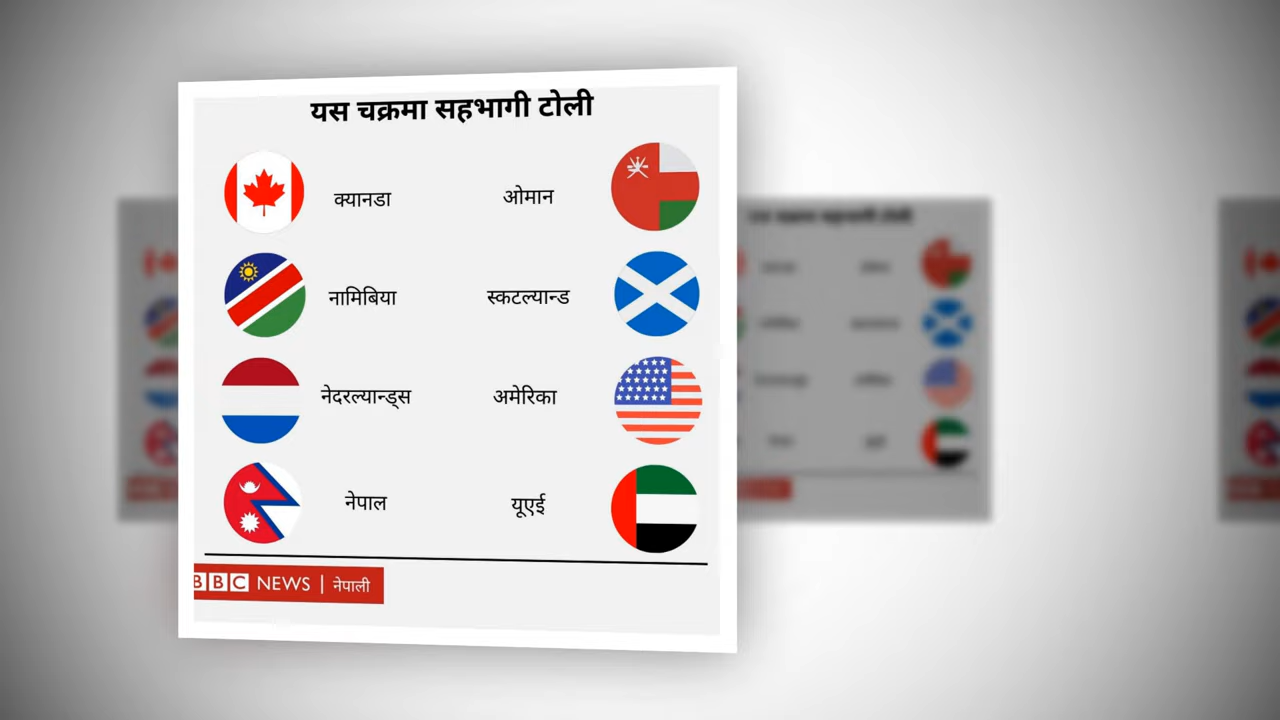 यस चक्रमा सहभागी टोली
क्यानडा ओमान
नामिबिया स्कटल्यान्ड
नेदरल्यान्ड्स अमेरिका
नेपाल यूएई
BBC NEWS | नेपाली